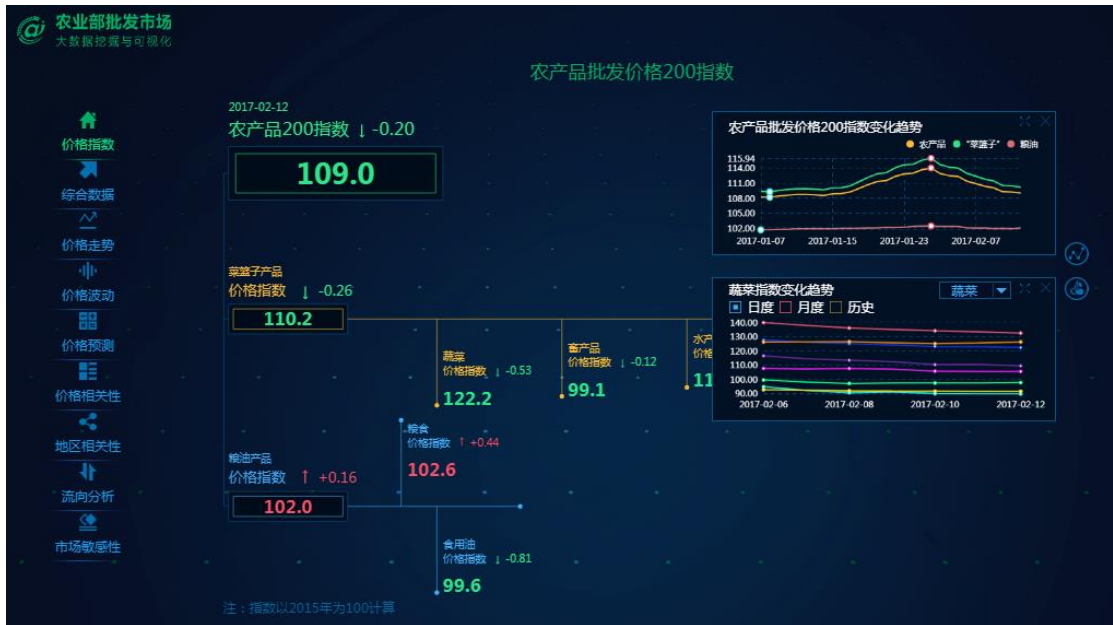 农业部批发市场
大数据挖掘与可视化
农产品批发价格200指数
价格指数
综合数据
价格走势
价格波动
价格预测
价格相关性
地区相关性
流向分析
市场敏感性
2017-02-12
农产品200指数 ↓ -0.20
109.0
菜篮子产品
价格指数 ↓ -0.26
110.2
蔬菜
价格指数 ↓ -0.53
122.2
畜产品
价格指数 ↓ -0.12
99.1
水产
价格
11
粮油产品
价格指数 ↑ +0.16
102.0
粮食
价格指数 ↑ +0.44
102.6
食用油
价格指数 ↓ -0.81
99.6
注：指数以2015年为100计算
农产品批发价格200指数变化趋势
农产品 "菜篮子" 粮油
115.94
114.00
111.00
108.00
105.00
102.00
2017-01-07 2017-01-15 2017-01-23 2017-02-07
蔬菜指数变化趋势 蔬菜
日度 月度 历史
140.00
130.00
120.00
110.00
100.00
90.00
2017-02-06 2017-02-08 2017-02-10 2017-02-12